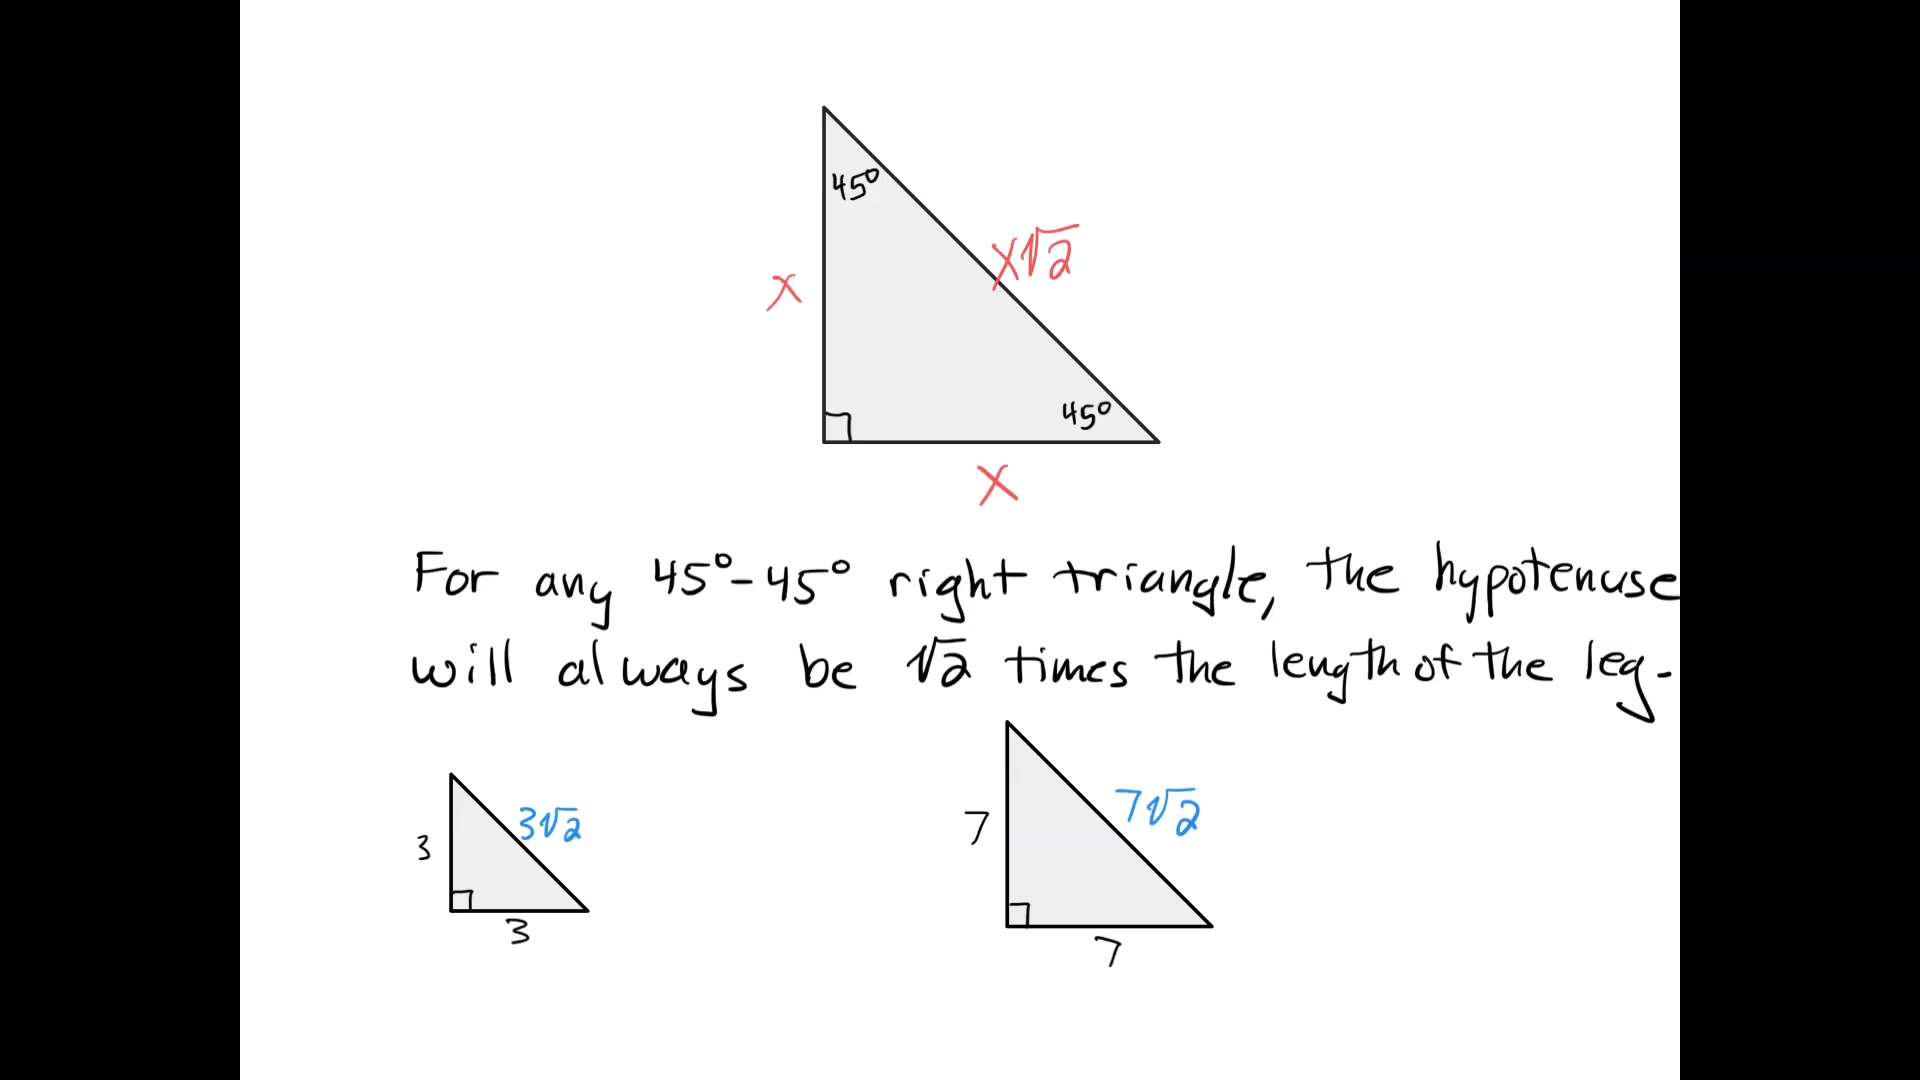 45°
x√2
x
45°
x
For any 45°-45° right triangle, the hypotenuse
will always be √2 times the length of the leg.
3√2
3
3
7√2
7
7